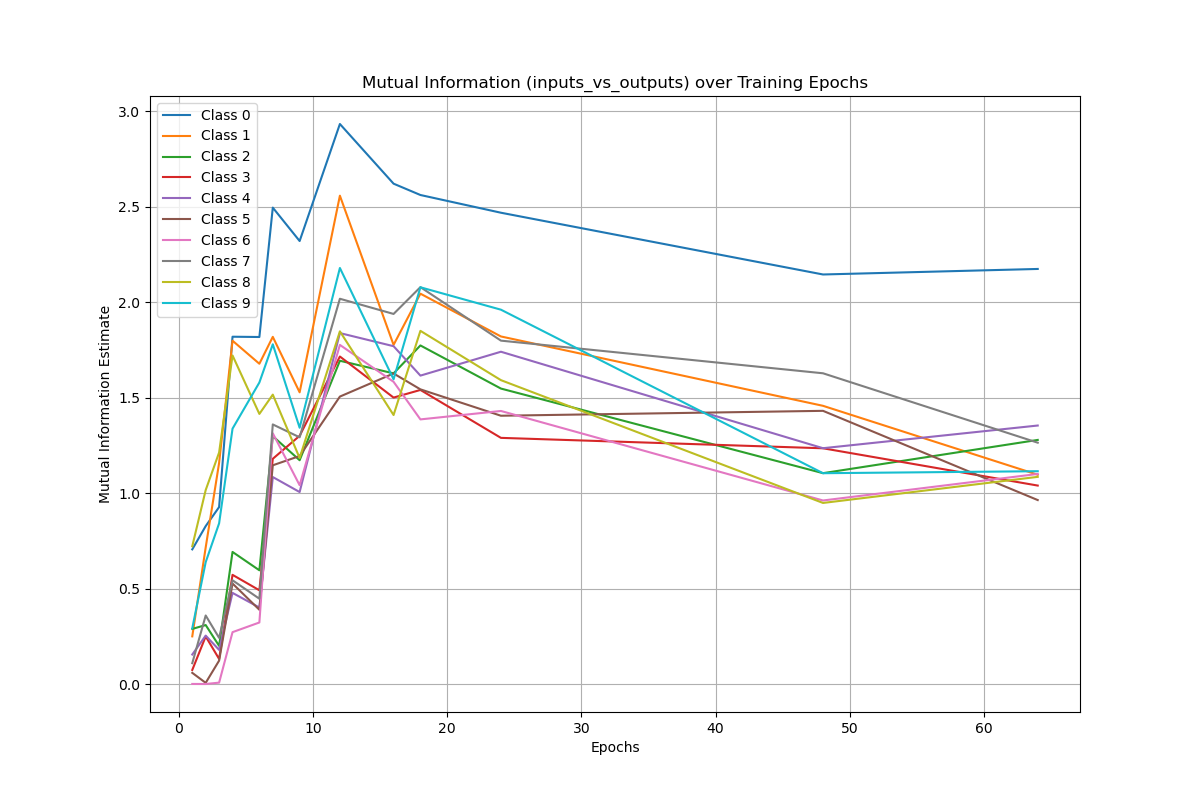 Mutual Information (inputs_vs_outputs) over Training Epochs
Mutual Information Estimate
3.0
2.5
2.0
1.5
1.0
0.5
0.0
Class 0
Class 1
Class 2
Class 3
Class 4
Class 5
Class 6
Class 7
Class 8
Class 9
0 10 20 30 40 50 60
Epochs